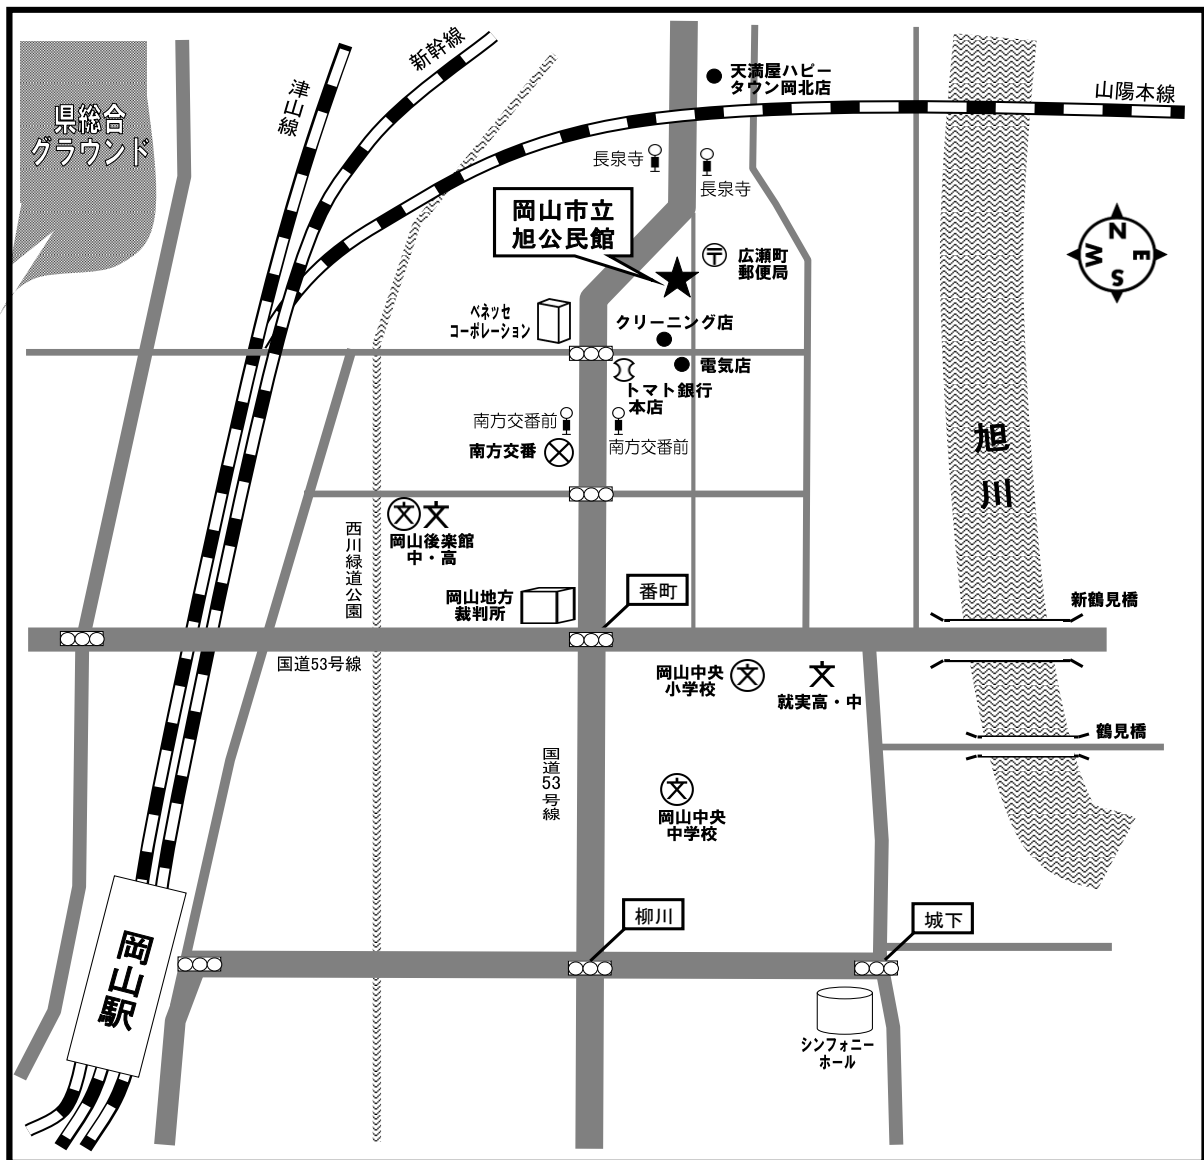 新幹線
津山線
天満屋ハピー
タウン岡北店
山陽本線
県総合
グラウンド
長泉寺
長泉寺
岡山市立
旭公民館
〒
広瀬町
郵便局
N
W
E
S
ベネッセ
コーポレーション
クリーニング店
電気店
トマト銀行
本店
南方交番前
南方交番前
南方交番
旭川
文
文
岡山後楽館
中・高
西川緑道公園
岡山地方
裁判所
番町
新鶴見橋
国道53号線
岡山中央
小学校
文
文
就実高・中
鶴見橋
国道53号線
文
岡山中央
中学校
柳川
城下
岡山駅
シンフォニー
ホール